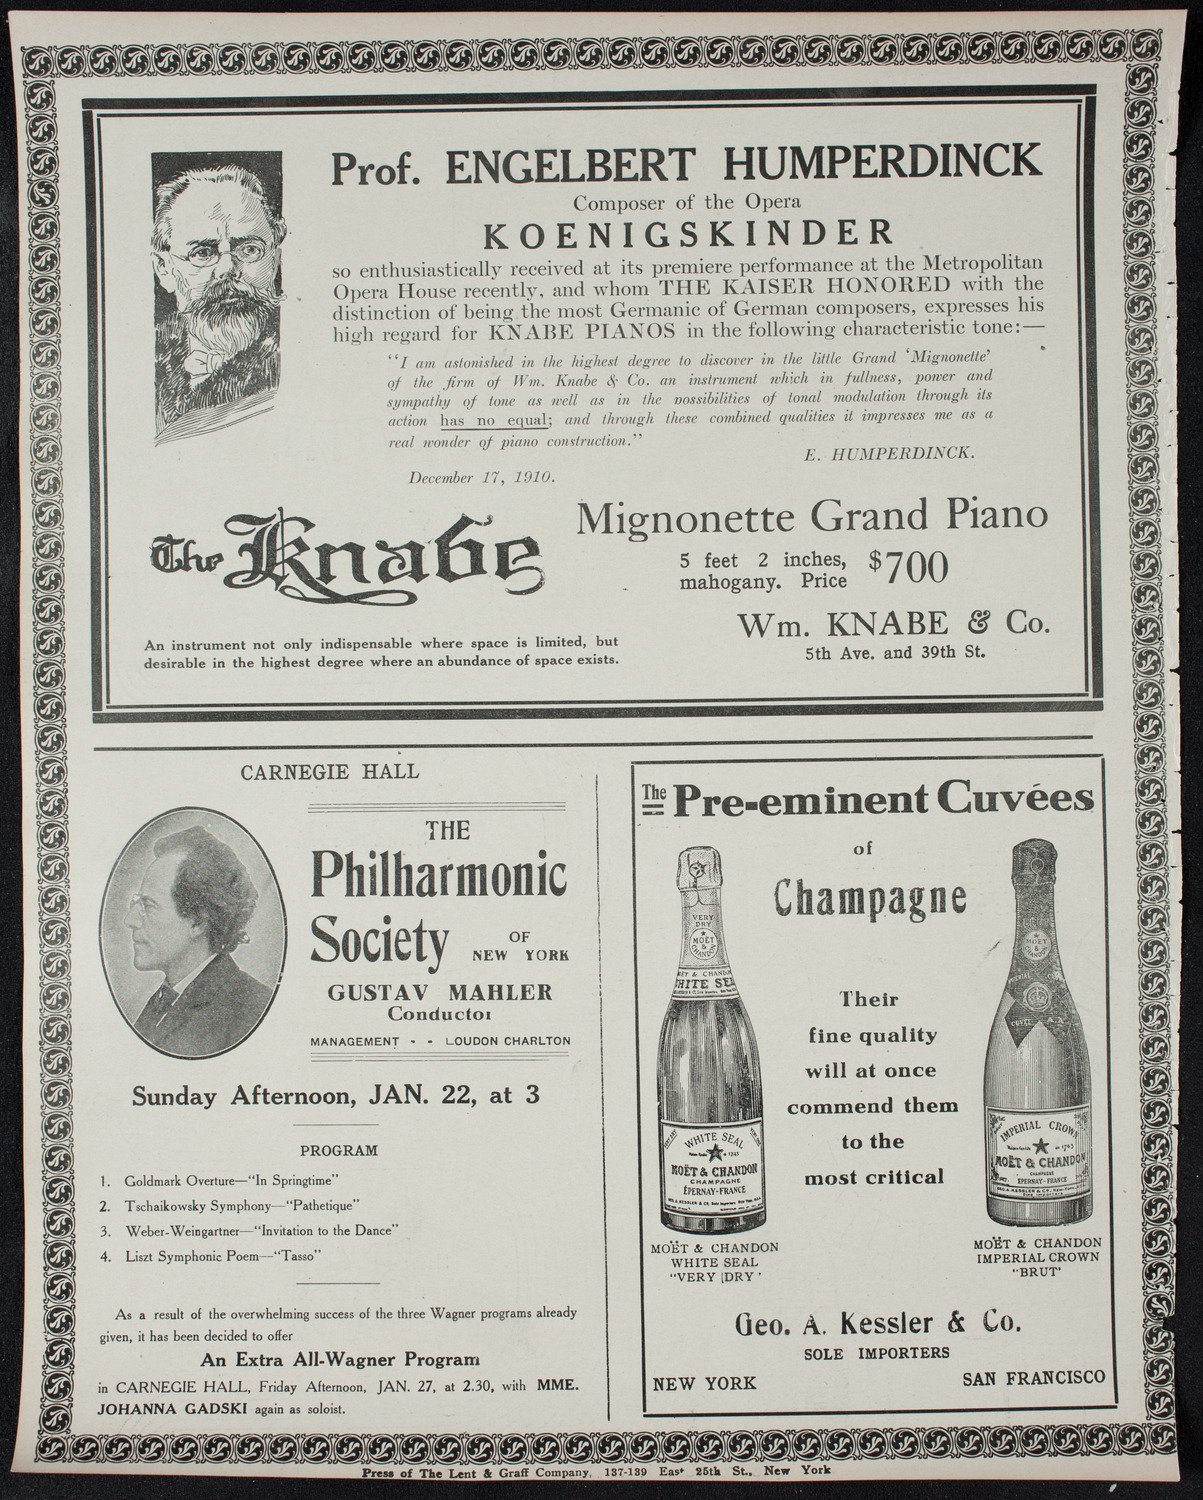 Prof. ENGELBERT HUMPERDINCK
Composer of the Opera
KOENIGSKINDER
so enthusiastically received at its premiere performance at the Metropolitan
Opera House recently, and whom THE KAISER HONORED with the
distinction of being the most Germanic of German composers, expresses his
high regard for KNABE PIANOS in the following characteristic tone:—
"I am astonished in the highest degree to discover in the little Grand 'Mignonette'
of the firm of Wm. Knabe & Co. an instrument which in fullness, power and
sympathy of tone as well as in the possibilities of tonal modulation through its
action has no equal; and through these combined qualities it impresses me as a
real wonder of piano construction."
E. HUMPERDINCK.
December 17, 1910.
The Knabe
Mignonette Grand Piano
5 feet 2 inches,
mahogany. Price $700
Wm. KNABE & Co.
5th Ave. and 39th St.
An instrument not only indispensable where space is limited, but
desirable in the highest degree where an abundance of space exists.
CARNEGIE HALL
THE
Philharmonic
Society OF
NEW YORK
GUSTAV MAHLER
Conductor
MANAGEMENT - - LOUDON CHARLTON
Sunday Afternoon, JAN. 22, at 3
PROGRAM
1. Goldmark Overture—"In Springtime"
2. Tschaikowsky Symphony—"Pathetique"
3. Weber-Weingartner—"Invitation to the Dance"
4. Liszt Symphonic Poem—"Tasso"
As a result of the overwhelming success of the three Wagner programs already
given, it has been decided to offer
An Extra All-Wagner Program
in CARNEGIE HALL, Friday Afternoon, JAN. 27, at 2.30, with MME.
JOHANNA GADSKI again as soloist.
The Pre-eminent Cuvées
of
Champagne
Their
fine quality
will at once
commend them
to the
most critical
VERY
DRY
MOËT
&
CHANDON
WHITE SEAL
MOËT & CHANDON
CHAMPAGNE
ÉPERNAY-FRANCE
MOËT
&
CHANDON
IMPERIAL CROWN
MOËT & CHANDON
CHAMPAGNE
ÉPERNAY-FRANCE
MOËT & CHANDON
WHITE SEAL
"VERY DRY'
MOËT & CHANDON
IMPERIAL CROWN
"BRUT'
Geo. A. Kessler & Co.
SOLE IMPORTERS
NEW YORK
SAN FRANCISCO
Press of The Lent & Graff Company, 137-139 East 25th St., New York